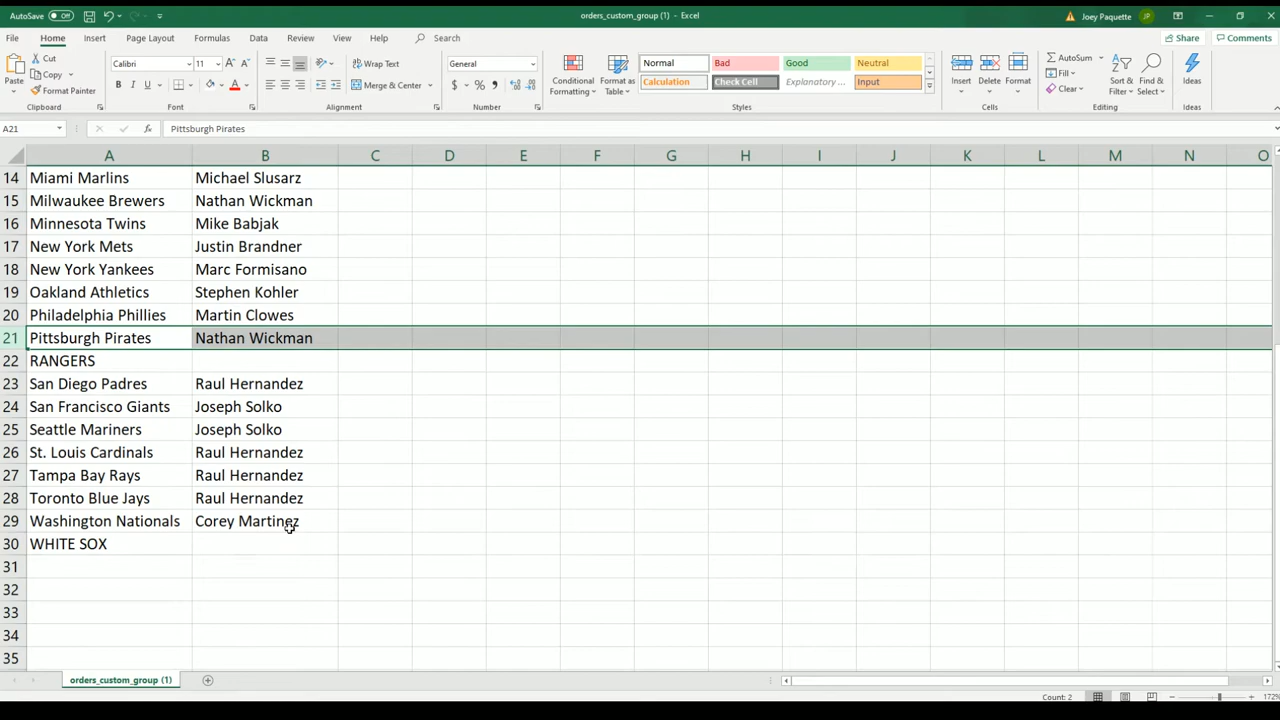 AutoSave Off
orders_custom_group (1) - Excel
Joey Paquette JP
File Home Insert Page Layout Formulas Data Review View Help Search Share Comments
Paste
Cut
Copy
Format Painter
Clipboard
Calibri 11
B I U
Font
Wrap Text
Merge & Center
Alignment
General
$ % 9
Number
Conditional Formatting
Format as Table
Normal Bad Good Neutral
Calculation Check Cell Explanatory ... Input
Styles
Insert Delete Format
Cells
AutoSum
Fill
Clear
Sort & Filter
Find & Select
Editing
Ideas
Ideas
A21 fx Pittsburgh Pirates
A B C D E F G H I J K L M N O
14 Miami Marlins Michael Slusarz
15 Milwaukee Brewers Nathan Wickman
16 Minnesota Twins Mike Babjak
17 New York Mets Justin Brandner
18 New York Yankees Marc Formisano
19 Oakland Athletics Stephen Kohler
20 Philadelphia Phillies Martin Clowes
21 Pittsburgh Pirates Nathan Wickman
22 RANGERS
23 San Diego Padres Raul Hernandez
24 San Francisco Giants Joseph Solko
25 Seattle Mariners Joseph Solko
26 St. Louis Cardinals Raul Hernandez
27 Tampa Bay Rays Raul Hernandez
28 Toronto Blue Jays Raul Hernandez
29 Washington Nationals Corey Martinez
30 WHITE SOX
31
32
33
34
35
orders_custom_group (1)
Count: 2 172%